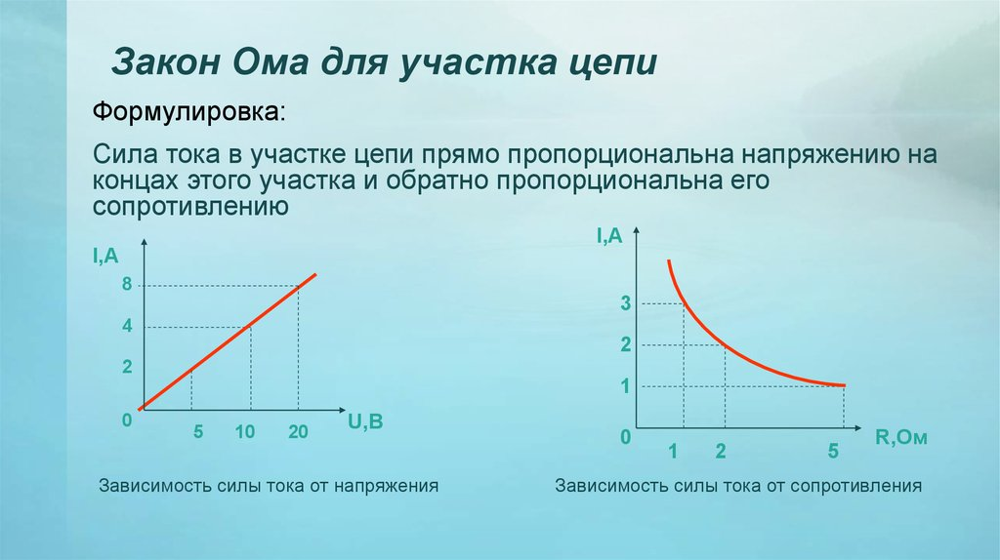 Закон Ома для участка цепи
Формулировка:
Сила тока в участке цепи прямо пропорциональна напряжению на
концах этого участка и обратно пропорциональна его
сопротивлению
I,А
8
4
2
0
5
10
20
U,В
Зависимость силы тока от напряжения
I,А
3
2
1
0
1
2
5
R,Ом
Зависимость силы тока от сопротивления